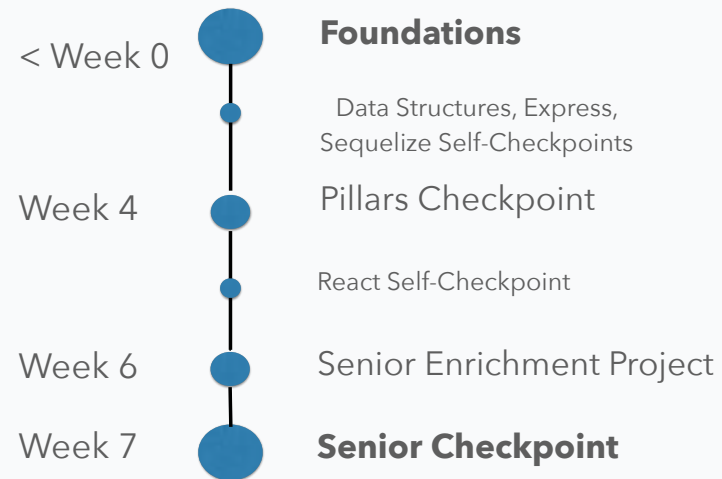 < Week 0
Foundations
Data Structures, Express,
Sequelize Self-Checkpoints
Week 4
Pillars Checkpoint
React Self-Checkpoint
Week 6
Senior Enrichment Project
Week 7
Senior Checkpoint